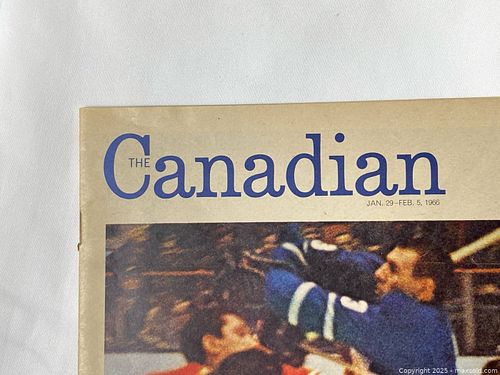 THE Canadian
JAN. 29-FEB. 5, 1966
Copyright 2025 - maxsold.com